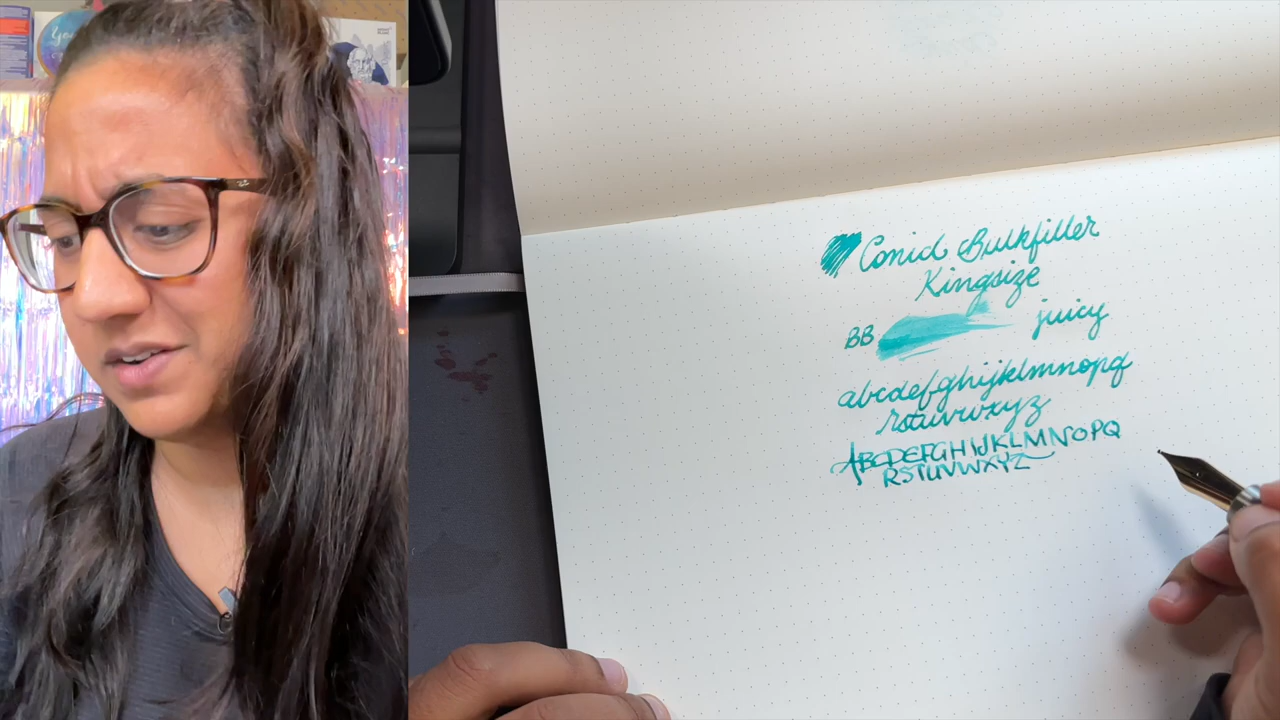 Conid Bulkfiller
Kingsize
BB juicy
abcdefghijklmnopq
rstuvwxyz
ABCDEFGHIJKLMNOPQ
RSTUVWXYZ